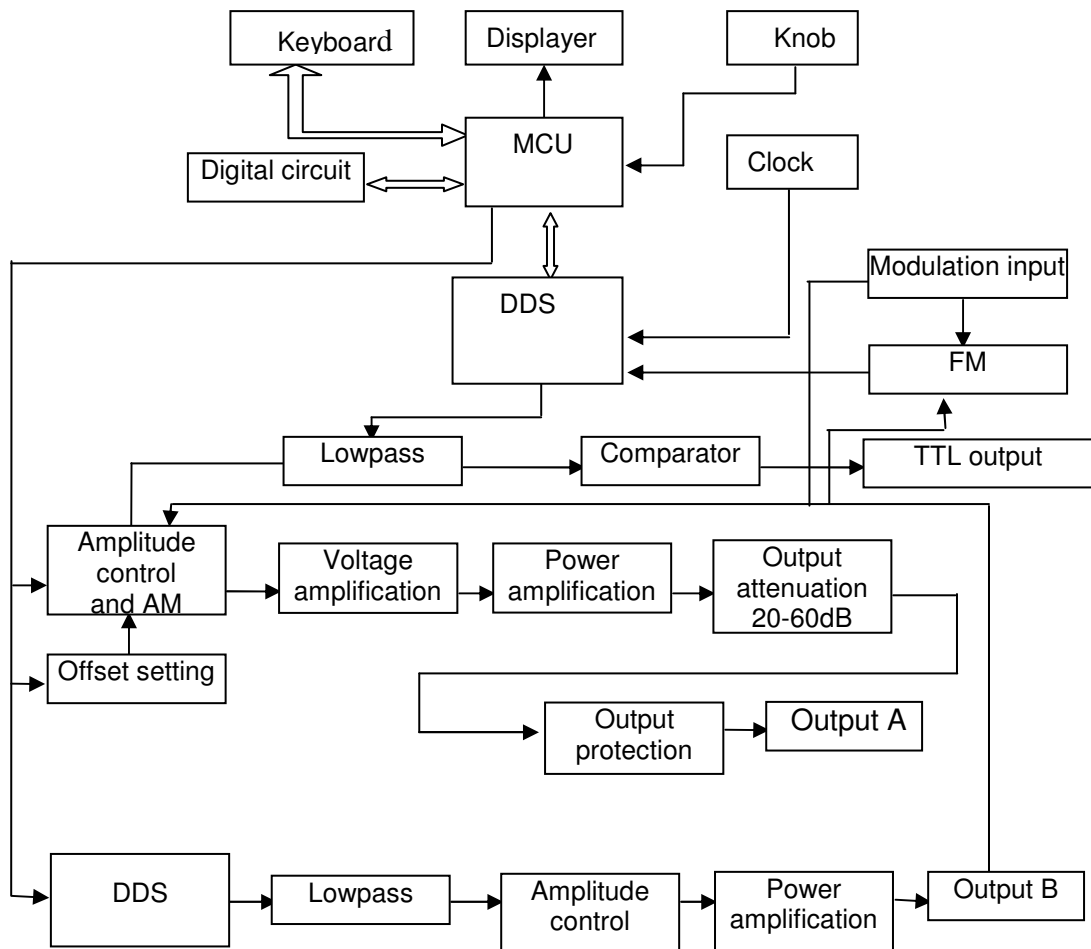 Keyboard
Displayer
Knob
MCU
Clock
Digital circuit
Modulation input
DDS
FM
Lowpass
Comparator
TTL output
Amplitude
control
and AM
Voltage
amplification
Power
amplification
Output
attenuation
20-60dB
Offset setting
Output
protection
Output A
DDS
Lowpass
Amplitude
control
Power
amplification
Output B